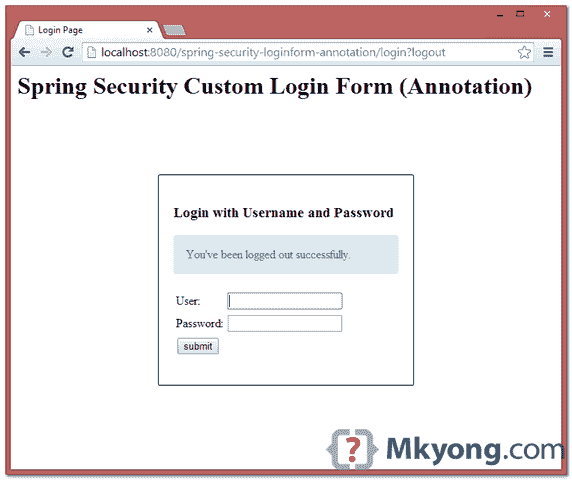 Login Page
localhost:8080/spring-security-loginform-annotation/login?logout
Spring Security Custom Login Form (Annotation)
Login with Username and Password
You've been logged out successfully.
User:
Password:
submit
{?} Mkyong.com